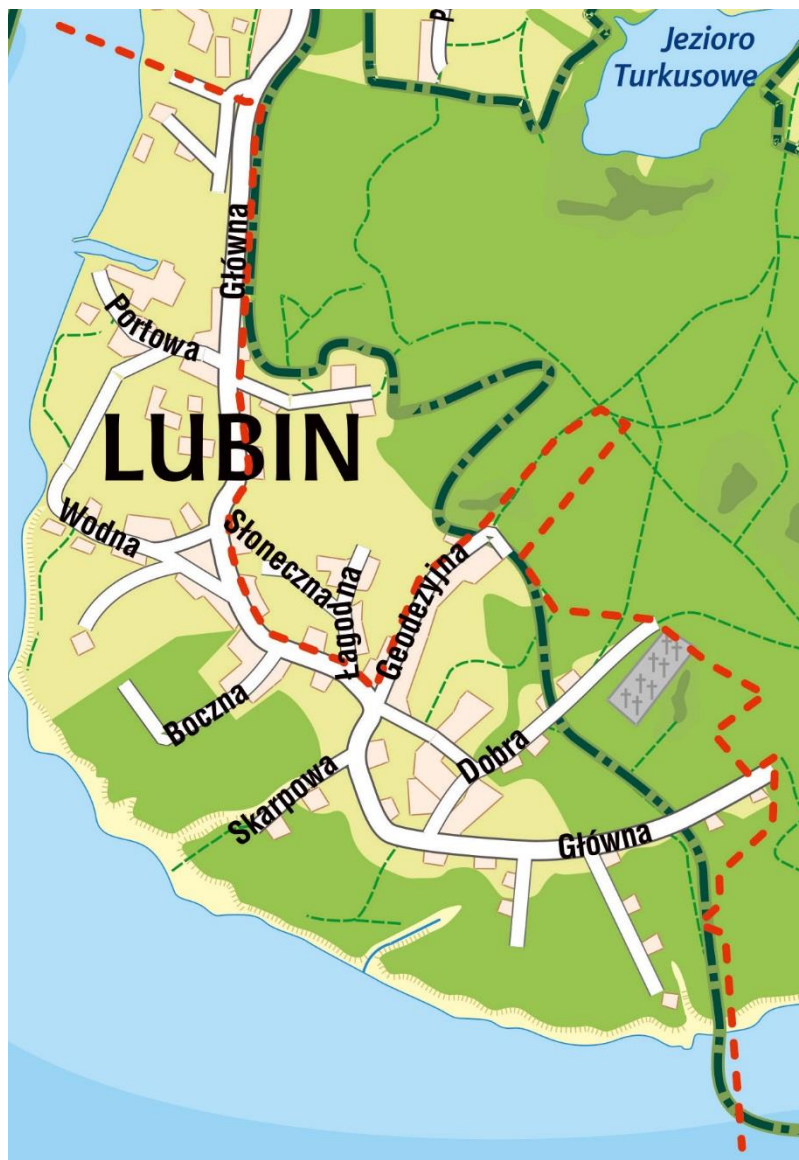 Jezioro
Turkusowe
Główna
Portowa
LUBIN
Wodna
Słoneczna
Łagodna
Geodezyjna
Boczna
Dobra
Skarpowa
Główna